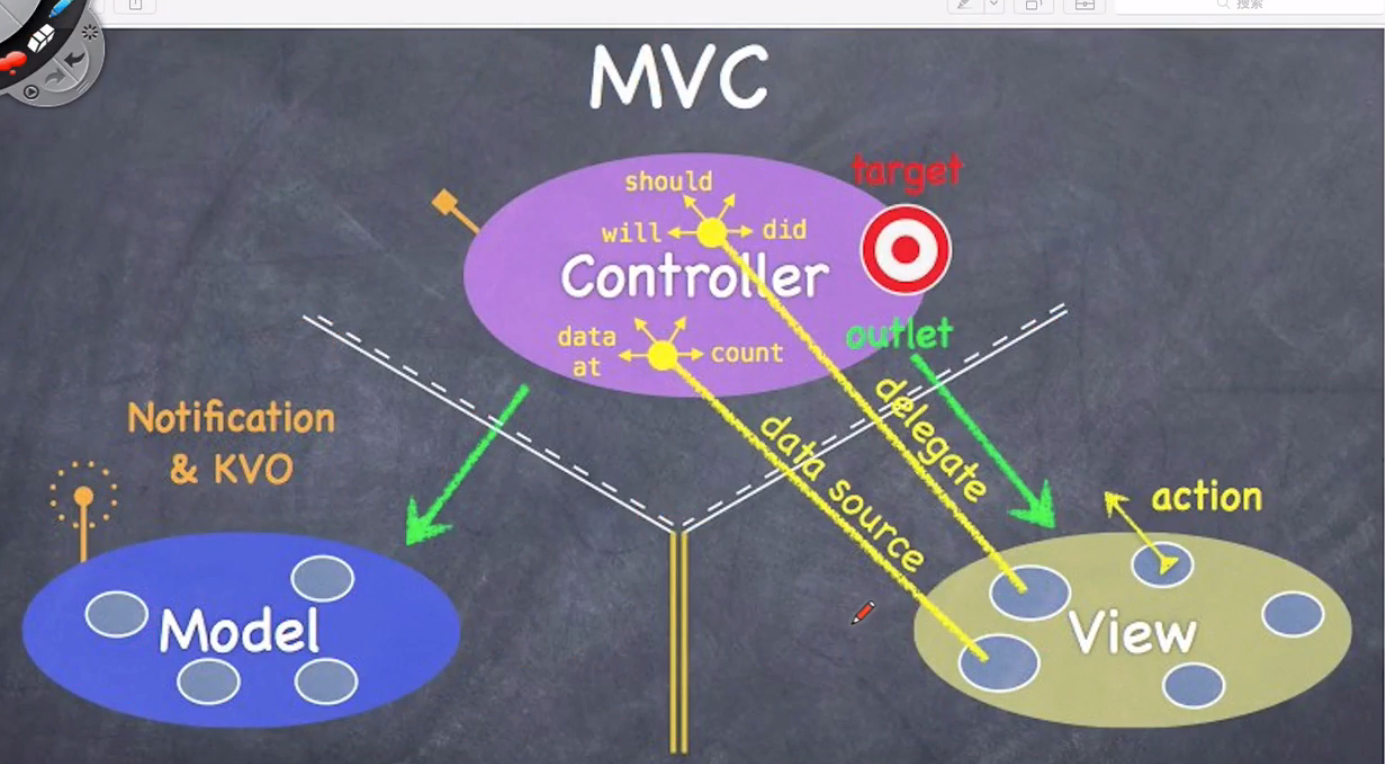 搜索
MVC
target
should
will
did
Controller
data
at
count
outlet
delegate
data source
Notification
& KVO
action
Model
View